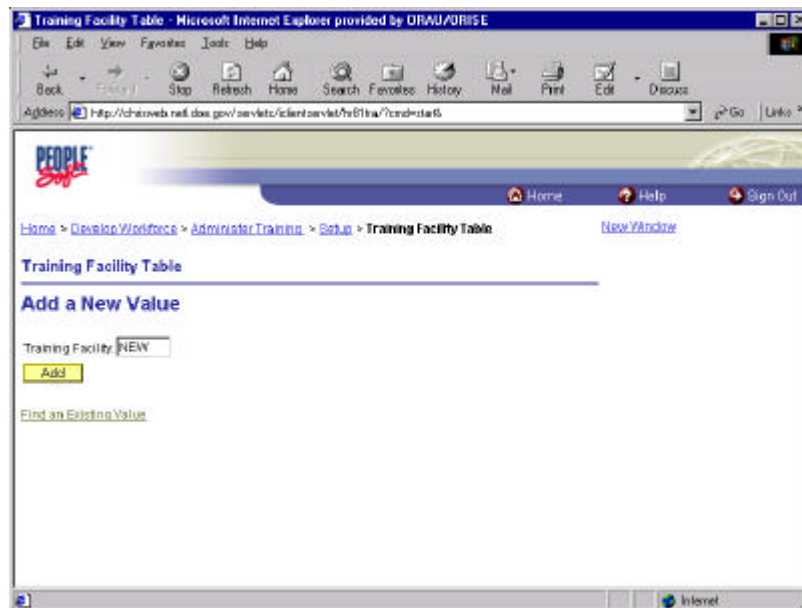 Training Facility Table - Microsoft Internet Explorer provided by ORAU/ORISE
File Edit View Favorites Tools Help
Back Forward Stop Refresh Home Search Favorites History Mail Print Edit Discuss
Address http://chrisweb.netl.doe.gov/servlets/iclientservlet/hr81tra/?cmd=start& Go Links »
PEOPLE Soft
Home Help Sign Out
Home > Develop Workforce > Administer Training > Setup > Training Facility Table New Window
Training Facility Table
Add a New Value
Training Facility: NEW
Add
Find an Existing Value
Internet